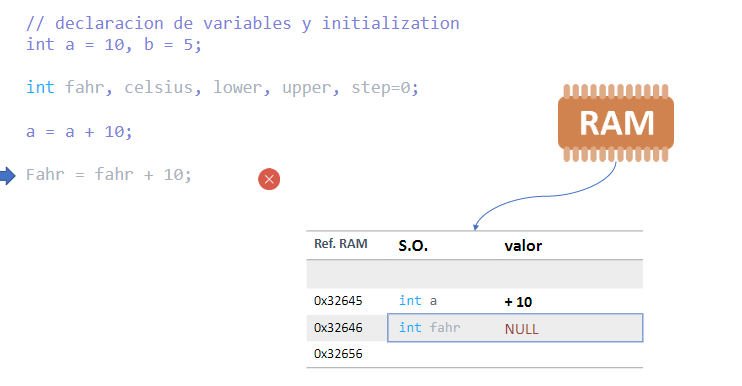 // declaracion de variables y initialization
int a = 10, b = 5;
int fahr, celsius, lower, upper, step=0;
a = a + 10;
Fahr = fahr + 10;
RAM
Ref. RAM S.O. valor
0x32645 int a + 10
0x32646 int fahr NULL
0x32656